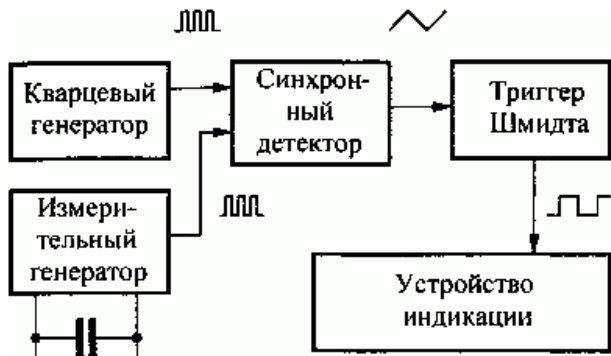 Кварцевый
генератор
Синхрон-
ный
детектор
Триггер
Шмидта
Измери-
тельный
генератор
Устройство
индикации